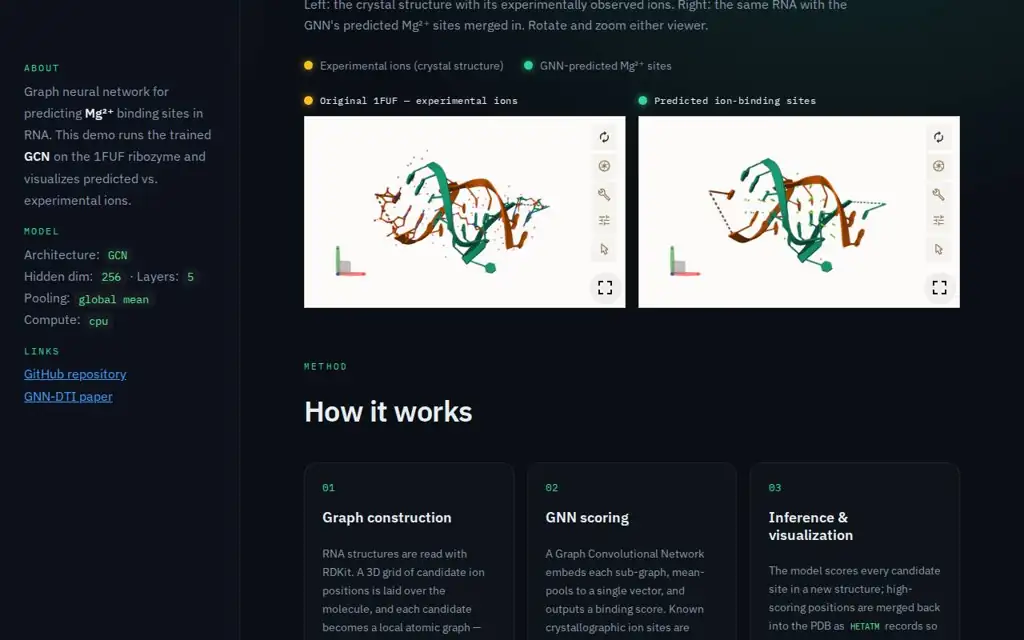 ABOUT
Graph neural network for
predicting Mg²⁺ binding sites in
RNA. This demo runs the trained
GCN on the 1FUF ribozyme and
visualizes predicted vs.
experimental ions.
MODEL
Architecture: GCN
Hidden dim: 256 · Layers: 5
Pooling: global mean
Compute: cpu
LINKS
GitHub repository
GNN-DTI paper
Left: the crystal structure with its experimentally observed ions. Right: the same RNA with the
GNN's predicted Mg²⁺ sites merged in. Rotate and zoom either viewer.
Experimental ions (crystal structure) GNN-predicted Mg²⁺ sites
Original 1FUF — experimental ions
Predicted ion-binding sites
METHOD
How it works
01
Graph construction
RNA structures are read with
RDKit. A 3D grid of candidate ion
positions is laid over the
molecule, and each candidate
becomes a local atomic graph —
02
GNN scoring
A Graph Convolutional Network
embeds each sub-graph, mean-
pools to a single vector, and
outputs a binding score. Known
crystallographic ion sites are
03
Inference &
visualization
The model scores every candidate
site in a new structure; high-
scoring positions are merged back
into the PDB as HETATM records so